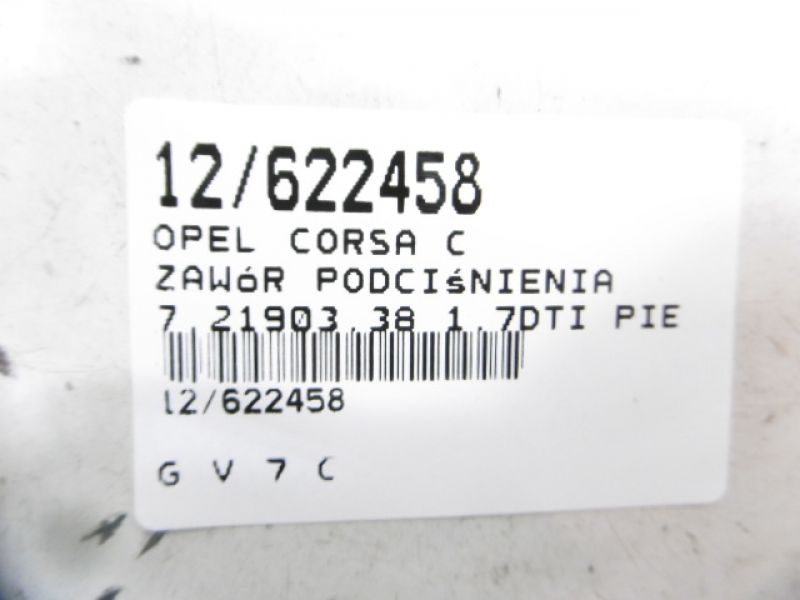 12/622458
OPEL CORSA C
ZAWóR PODCIśNIENIA
7.21903.38 1.7DTI PIE
12/622458
G V 7 C